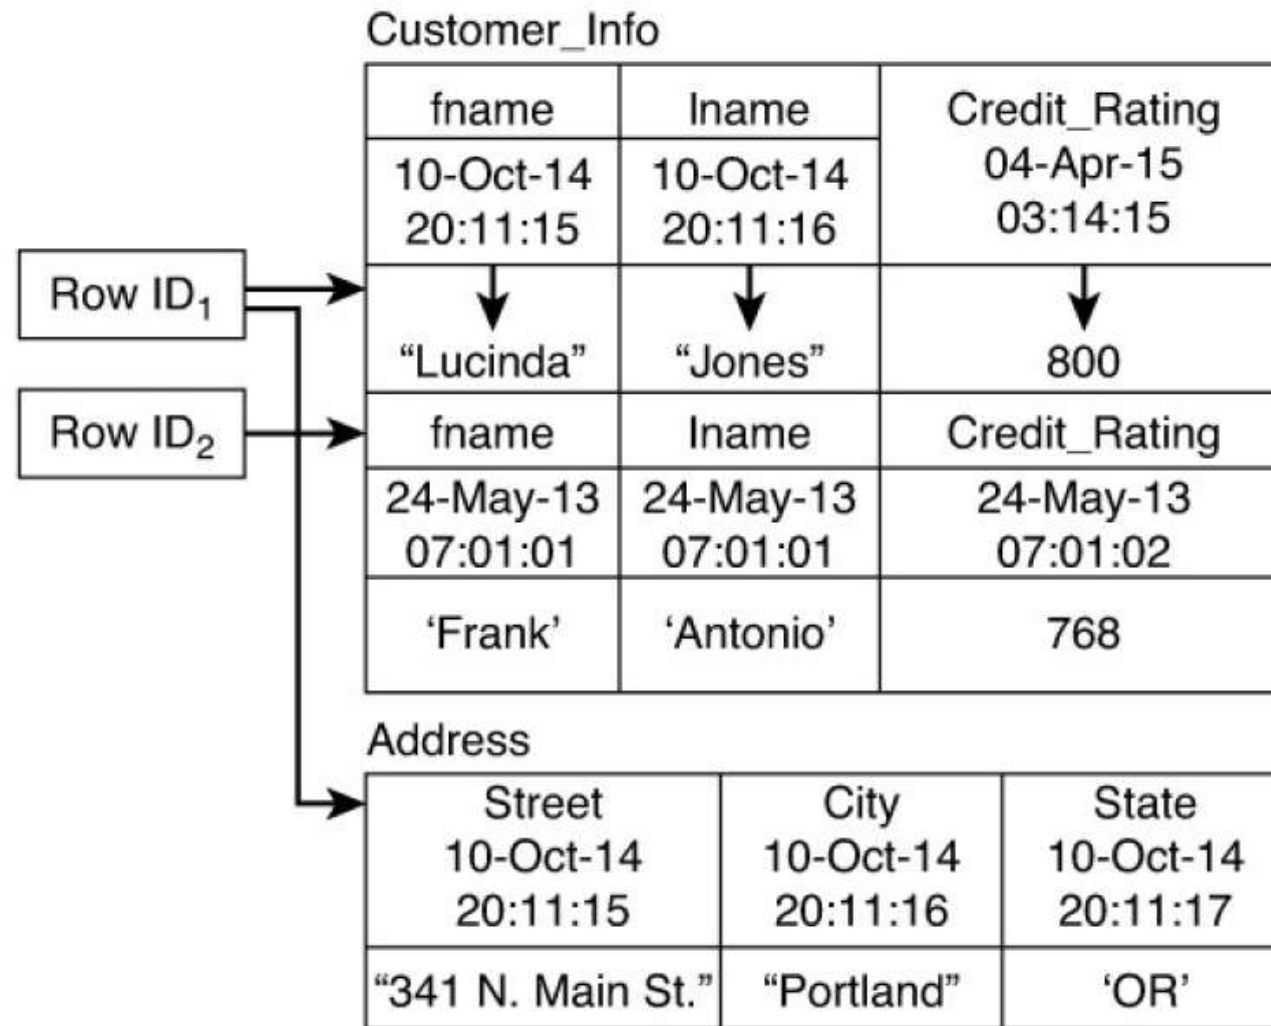 Customer_Info
fname lname Credit_Rating
10-Oct-14 10-Oct-14 04-Apr-15
20:11:15 20:11:16 03:14:15
Row ID₁
“Lucinda” “Jones” 800
Row ID₂
fname lname Credit_Rating
24-May-13 24-May-13 24-May-13
07:01:01 07:01:01 07:01:02
‘Frank’ ‘Antonio’ 768
Address
Street City State
10-Oct-14 10-Oct-14 10-Oct-14
20:11:15 20:11:16 20:11:17
“341 N. Main St.” “Portland” ‘OR’